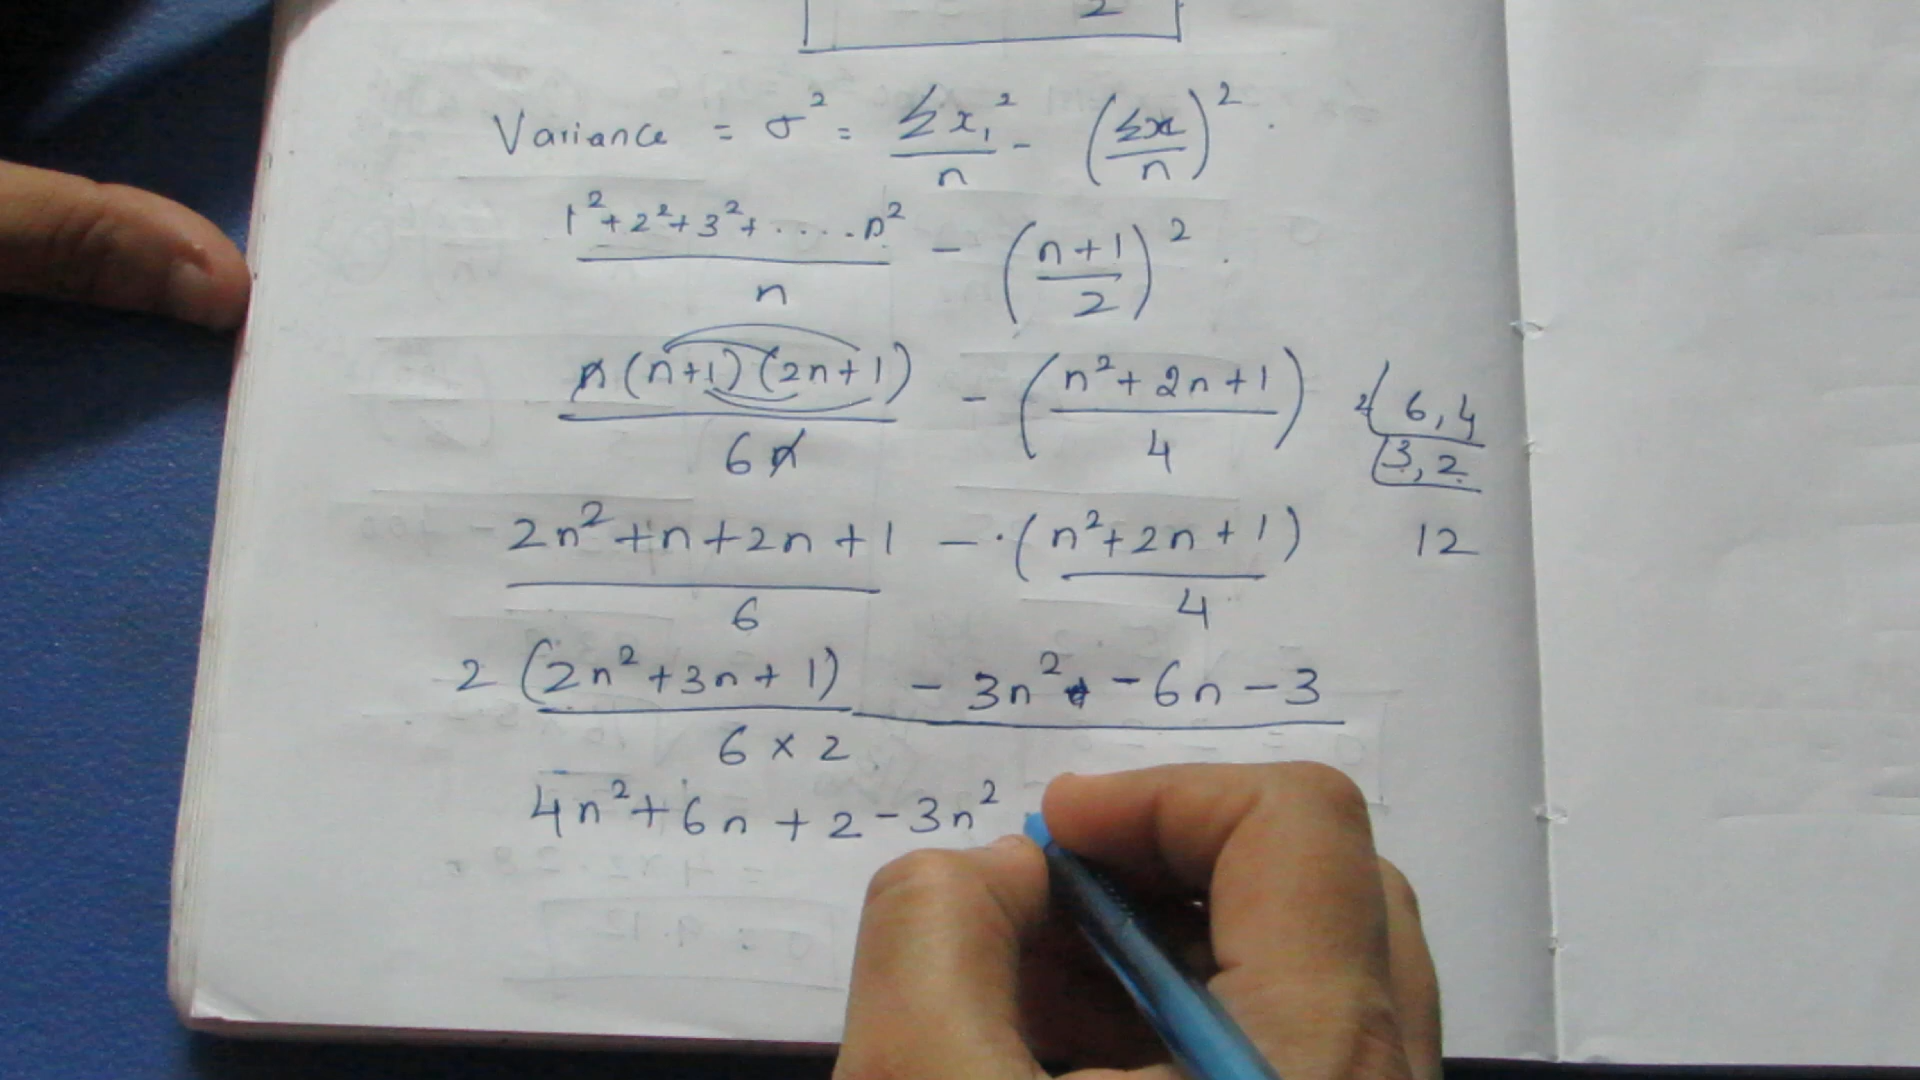 2
Variance = σ² = Σx₁²/n - (Σx/n)² .
1² + 2² + 3² + ..... n² / n - ((n+1)/2)² .
n(n+1)(2n+1) / 6n - ((n² + 2n + 1)/4)
2 6, 4
3, 2
2n² + n + 2n + 1 / 6 - · (n² + 2n + 1) / 4
12
2 (2n² + 3n + 1) - 3n² - 6n - 3 / 6 × 2
4n² + 6n + 2 - 3n²